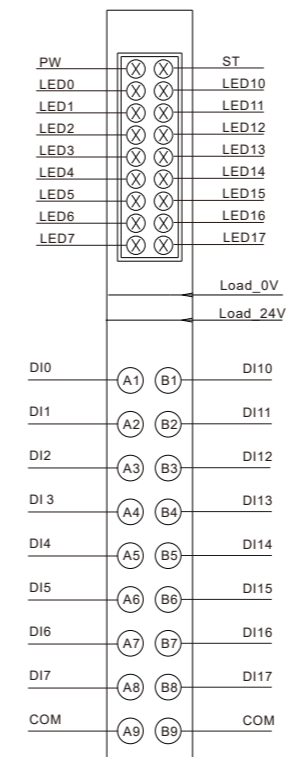 PW ST
LED0 LED10
LED1 LED11
LED2 LED12
LED3 LED13
LED4 LED14
LED5 LED15
LED6 LED16
LED7 LED17
Load_0V
Load_24V
DI0 A1 B1 DI10
DI1 A2 B2 DI11
DI2 A3 B3 DI12
DI 3 A4 B4 DI13
DI4 A5 B5 DI14
DI5 A6 B6 DI15
DI6 A7 B7 DI16
DI7 A8 B8 DI17
COM A9 B9 COM